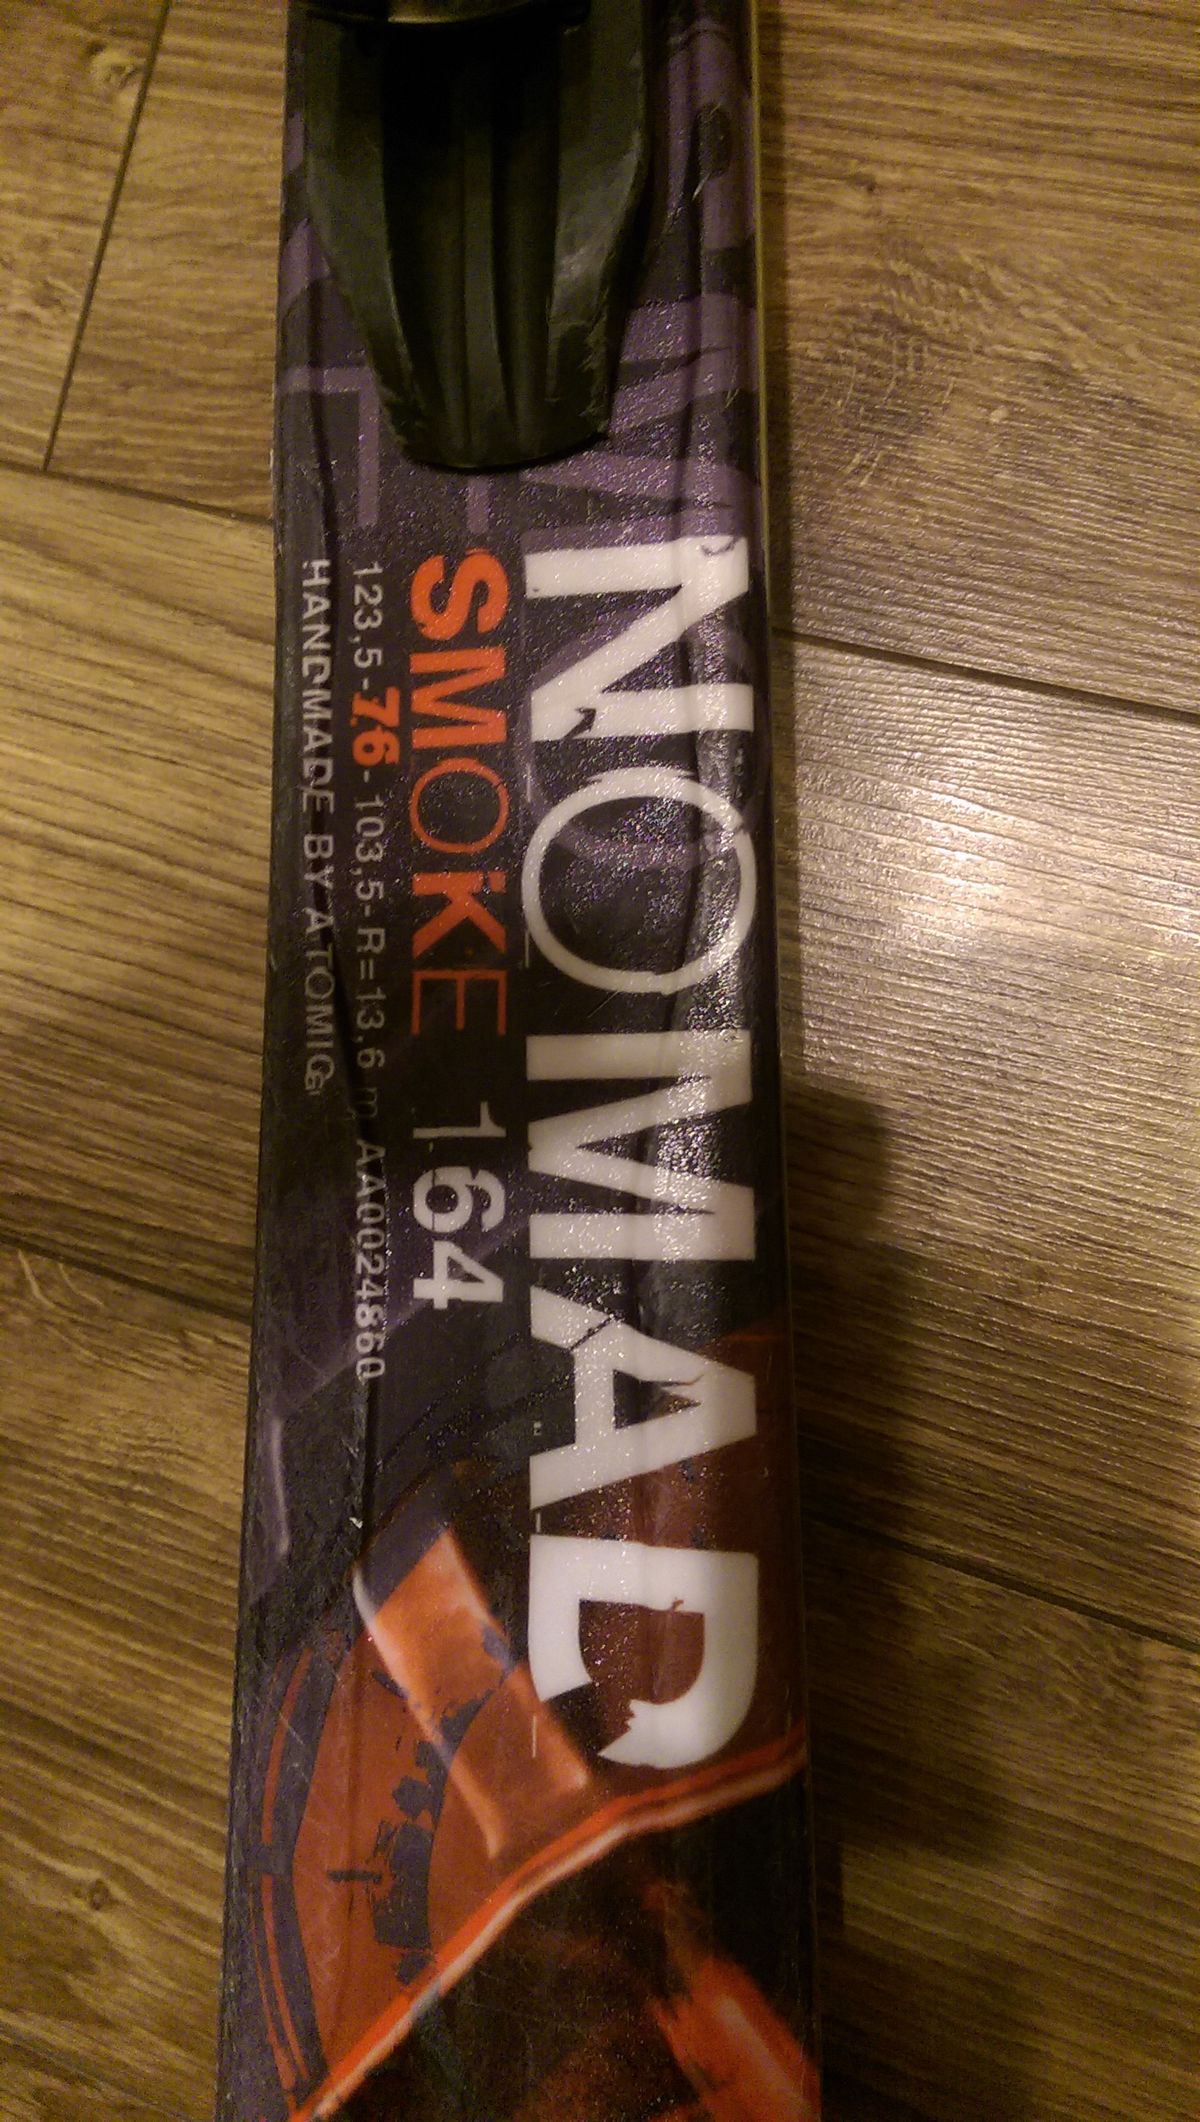 NOMAD
SMOKE 164
123,5-76-103,5-R=13.6 m AA0024860
HANDMADE BY ATOMIC